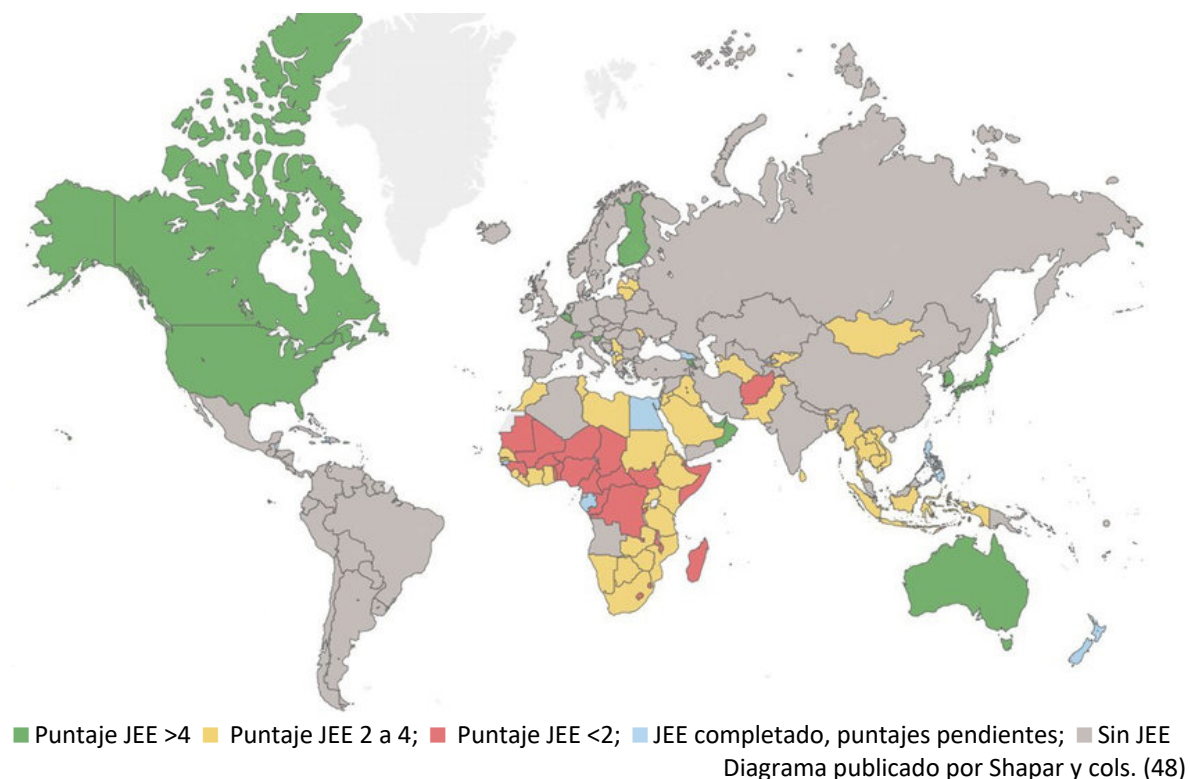 Puntaje JEE >4 Puntaje JEE 2 a 4; Puntaje JEE <2; JEE completado, puntajes pendientes; Sin JEE
Diagrama publicado por Shapar y cols. (48)